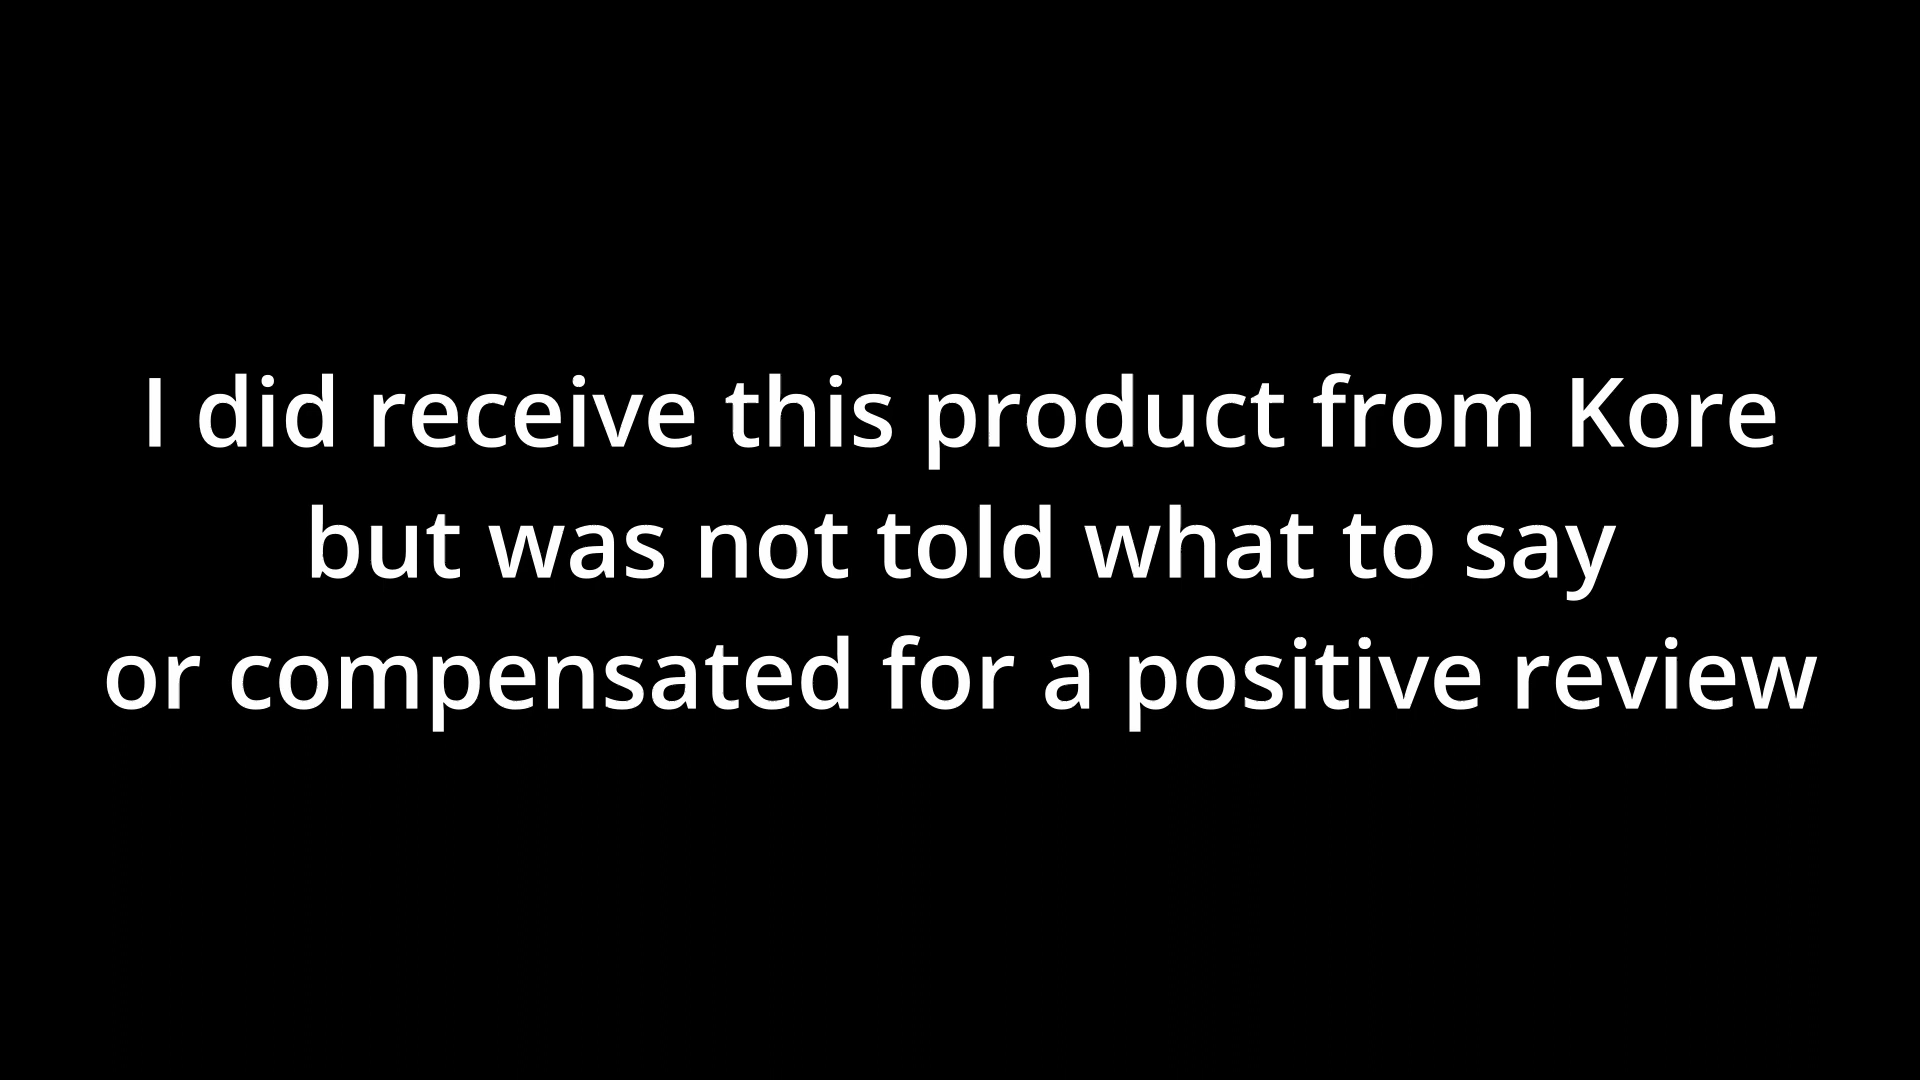 I did receive this product from Kore
but was not told what to say
or compensated for a positive review